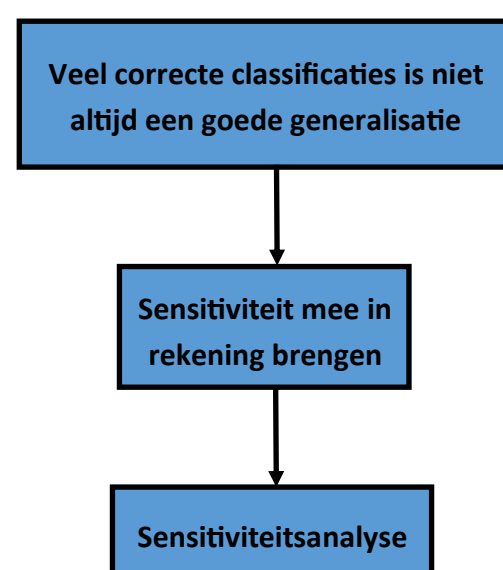 Veel correcte classificaties is niet
altijd een goede generalisatie
Sensitiviteit mee in
rekening brengen
Sensitiviteitsanalyse